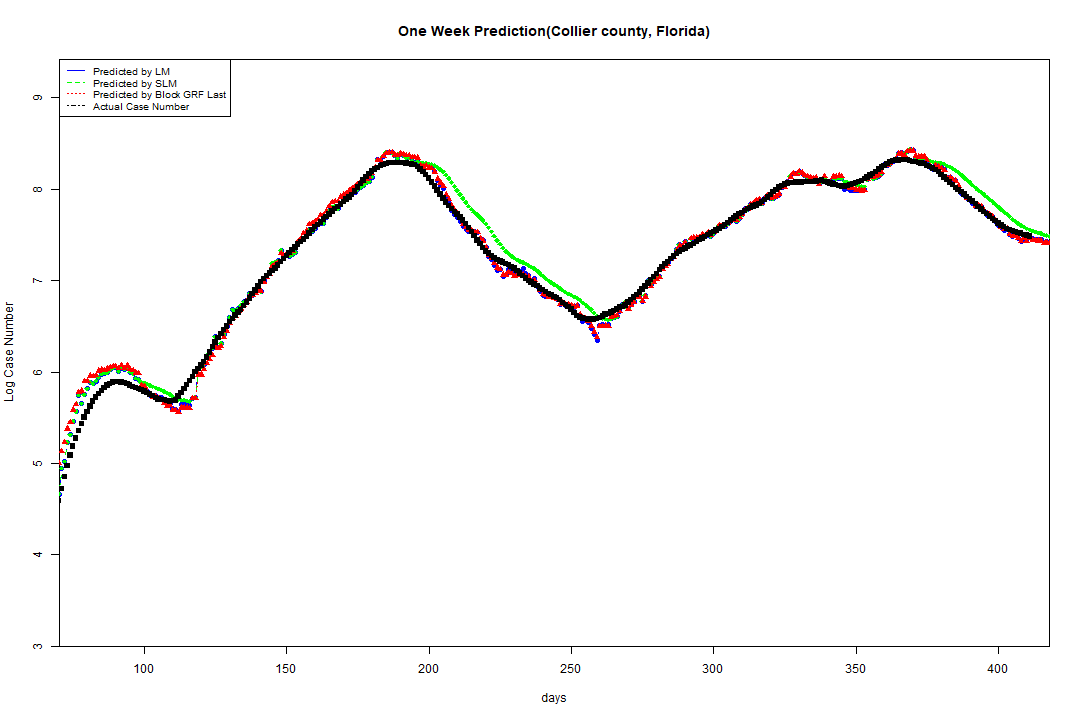 One Week Prediction(Collier county, Florida)
Predicted by LM
Predicted by SLM
Predicted by Block GRF Last
Actual Case Number
9
8
7
6
5
4
3
Log Case Number
100 150 200 250 300 350 400
days